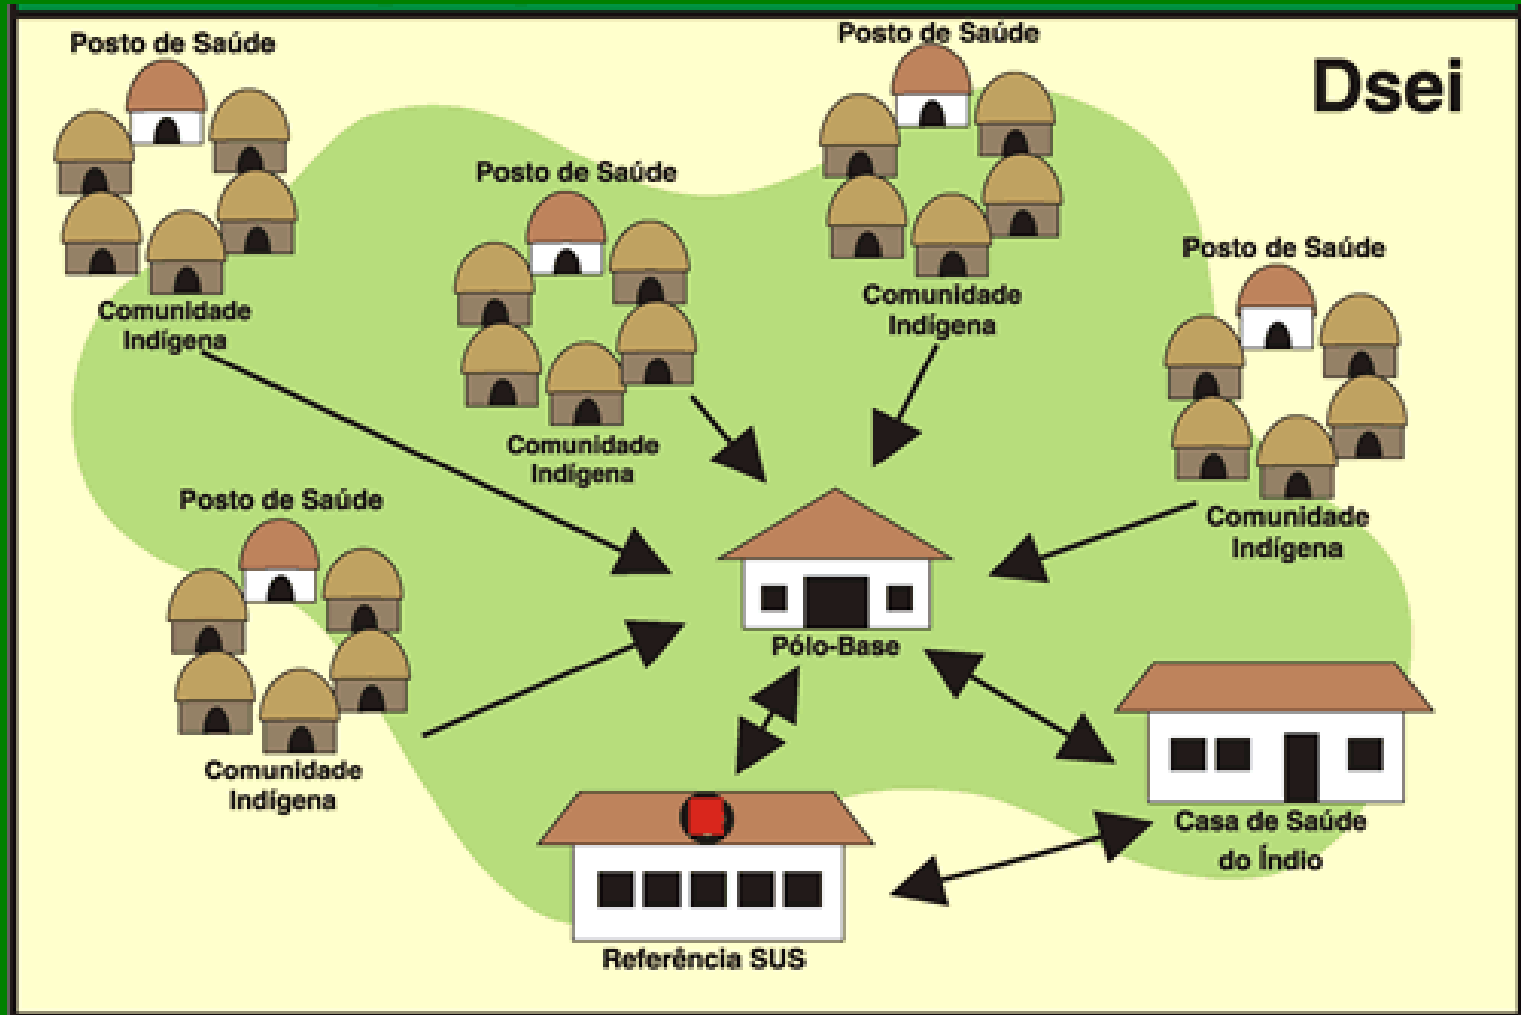 Posto de Saúde
Posto de Saúde
Dsei
Posto de Saúde
Posto de Saúde
Comunidade
Indígena
Comunidade
Indígena
Comunidade
Indígena
Posto de Saúde
Comunidade
Indígena
Pólo-Base
Comunidade
Indígena
Casa de Saúde
do Índio
Referência SUS